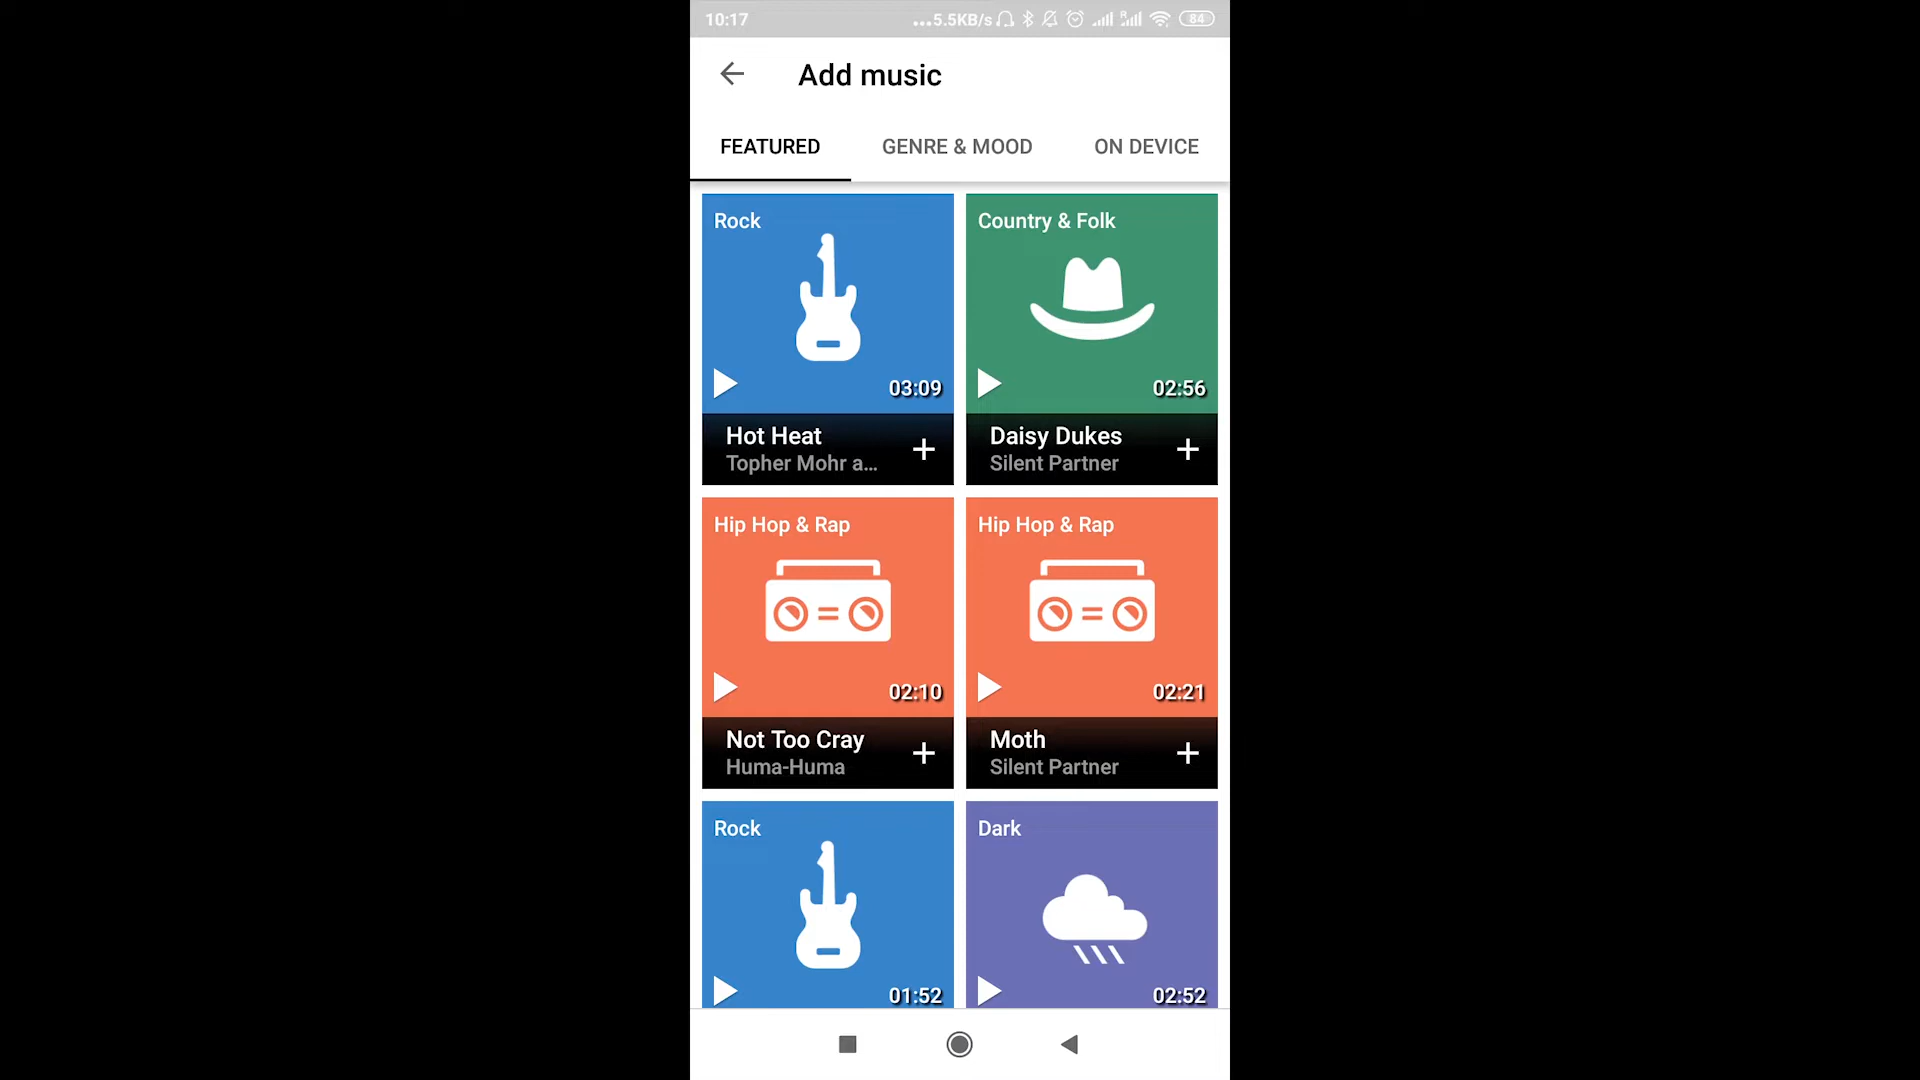 10:17
...5.5KB/s
84
Add music
FEATURED
GENRE & MOOD
ON DEVICE
Rock
03:09
Hot Heat
Topher Mohr a...
Country & Folk
02:56
Daisy Dukes
Silent Partner
Hip Hop & Rap
02:10
Not Too Cray
Huma-Huma
Hip Hop & Rap
02:21
Moth
Silent Partner
Rock
01:52
Dark
02:52